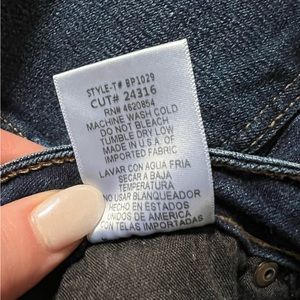 STYLE-T# BP1029
CUT# 24316
RN# 4620854
MACHINE WASH COLD
DO NOT BLEACH
TUMBLE DRY LOW
MADE IN U.S.A. OF
IMPORTED FABRIC
LAVAR CON AGUA FRIA
SECAR A BAJA
TEMPERATURA
NO USAR BLANQUEADOR
HECHO EN ESTADOS
UNIDOS DE AMERICA
CON TELAS IMPORTADAS